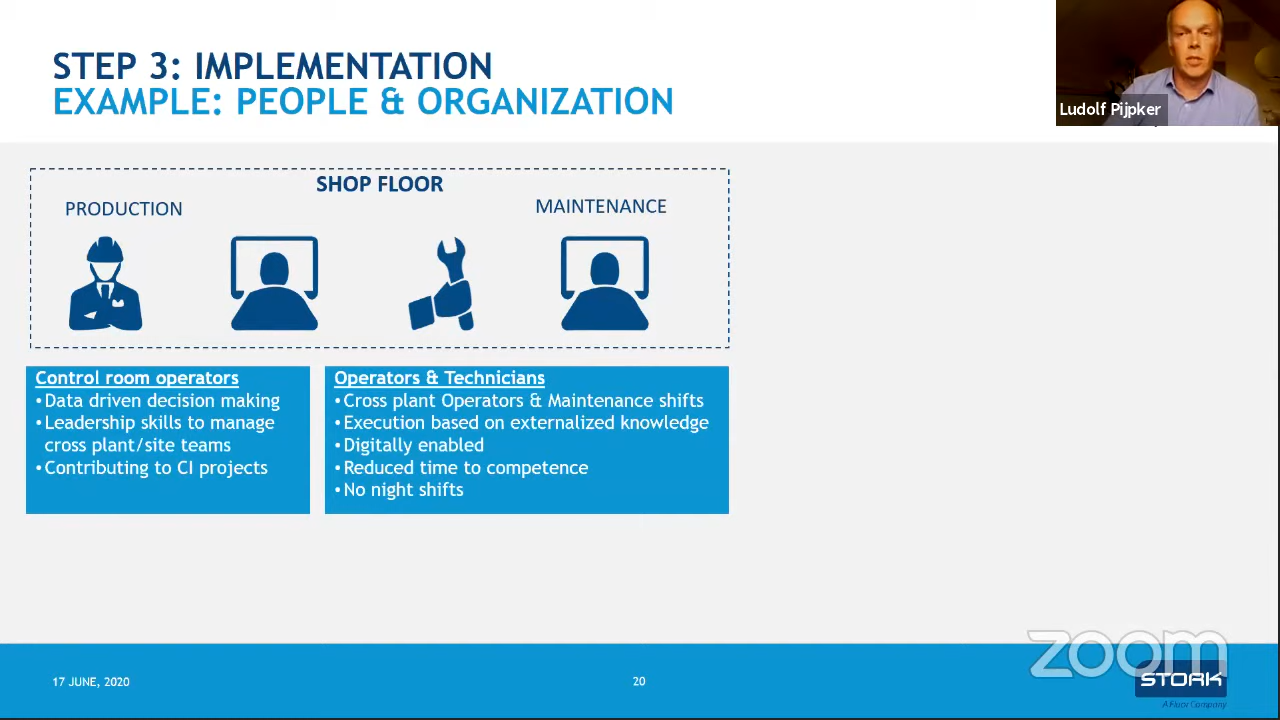 STEP 3: IMPLEMENTATION
EXAMPLE: PEOPLE & ORGANIZATION
Ludolf Pijpker
SHOP FLOOR
PRODUCTION
MAINTENANCE
Control room operators
•Data driven decision making
•Leadership skills to manage
cross plant/site teams
•Contributing to CI projects
Operators & Technicians
•Cross plant Operators & Maintenance shifts
•Execution based on externalized knowledge
•Digitally enabled
•Reduced time to competence
•No night shifts
17 JUNE, 2020
20
zoom
STORK
A Fluor Company